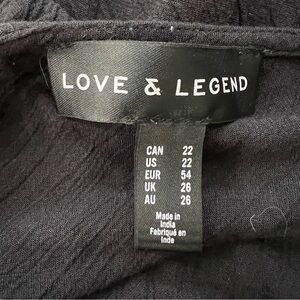 LOVE & LEGEND
CAN 22
US 22
EUR 54
UK 26
AU 26
Made in
India
Fabriqué en
Inde